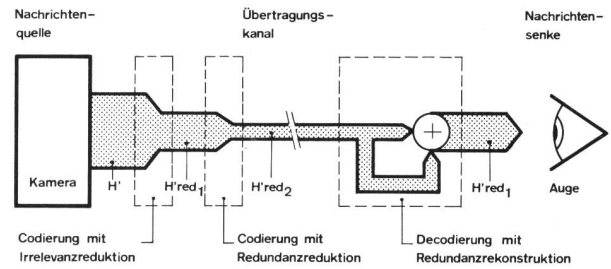 Nachrichten-
quelle
Übertragungs-
kanal
Nachrichten-
senke
Kamera
H'
H'red1
H'red2
+
H'red1
Auge
Codierung mit
Irrelevanzreduktion
Codierung mit
Redundanzreduktion
Decodierung mit
Redundanzrekonstruktion